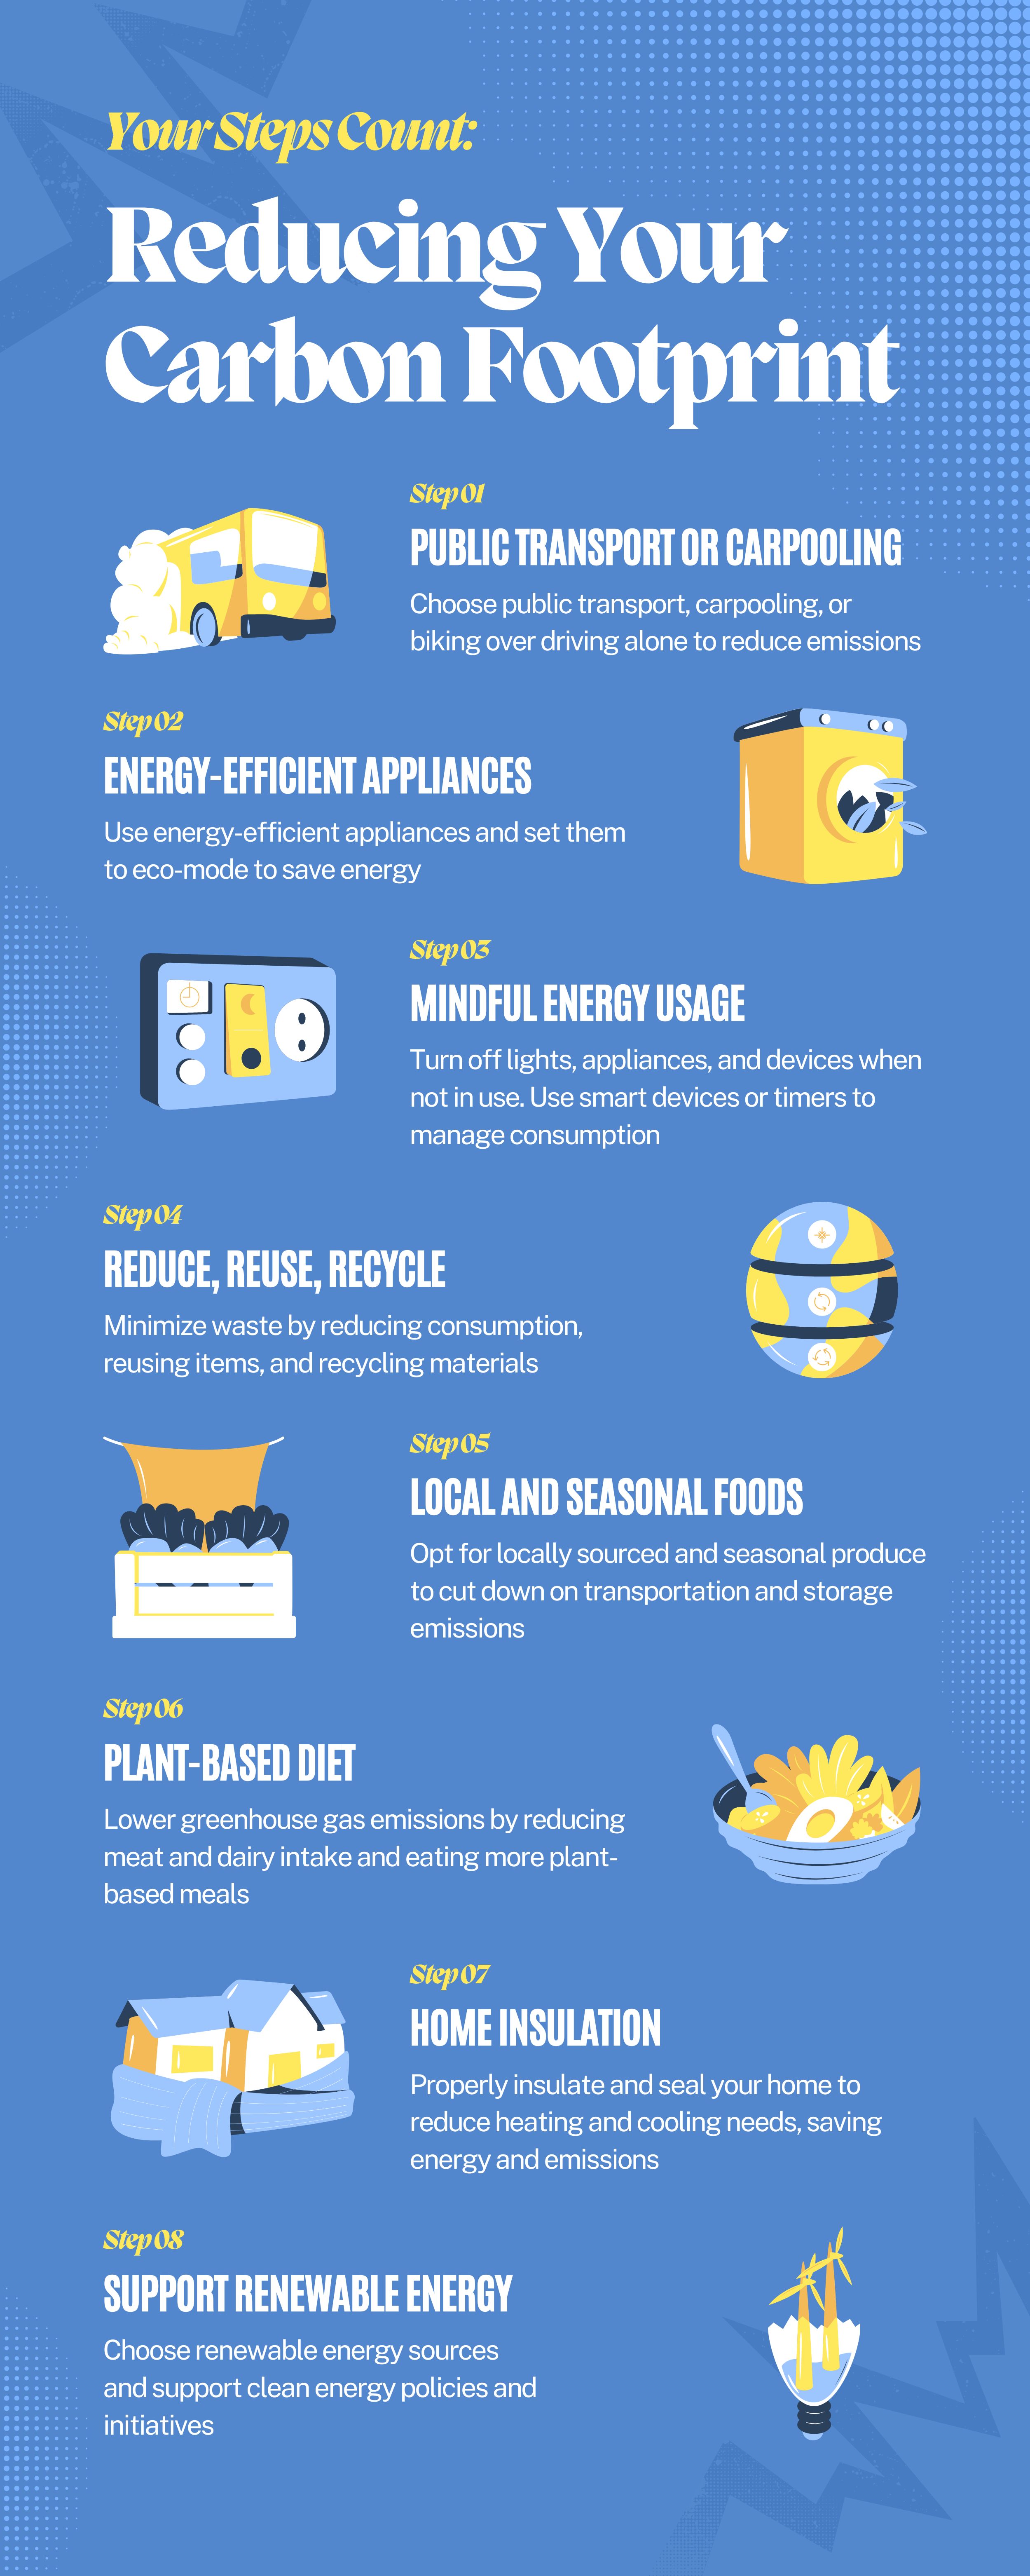 Your Steps Count:
Reducing Your
Carbon Footprint
Step 01
PUBLIC TRANSPORT OR CARPOOLING
Choose public transport, carpooling, or
biking over driving alone to reduce emissions
Step 02
ENERGY-EFFICIENT APPLIANCES
Use energy-efficient appliances and set them
to eco-mode to save energy
Step 03
MINDFUL ENERGY USAGE
Turn off lights, appliances, and devices when
not in use. Use smart devices or timers to
manage consumption
Step 04
REDUCE, REUSE, RECYCLE
Minimize waste by reducing consumption,
reusing items, and recycling materials
Step 05
LOCAL AND SEASONAL FOODS
Opt for locally sourced and seasonal produce
to cut down on transportation and storage
emissions
Step 06
PLANT-BASED DIET
Lower greenhouse gas emissions by reducing
meat and dairy intake and eating more plant-
based meals
Step 07
HOME INSULATION
Properly insulate and seal your home to
reduce heating and cooling needs, saving
energy and emissions
Step 08
SUPPORT RENEWABLE ENERGY
Choose renewable energy sources
and support clean energy policies and
initiatives